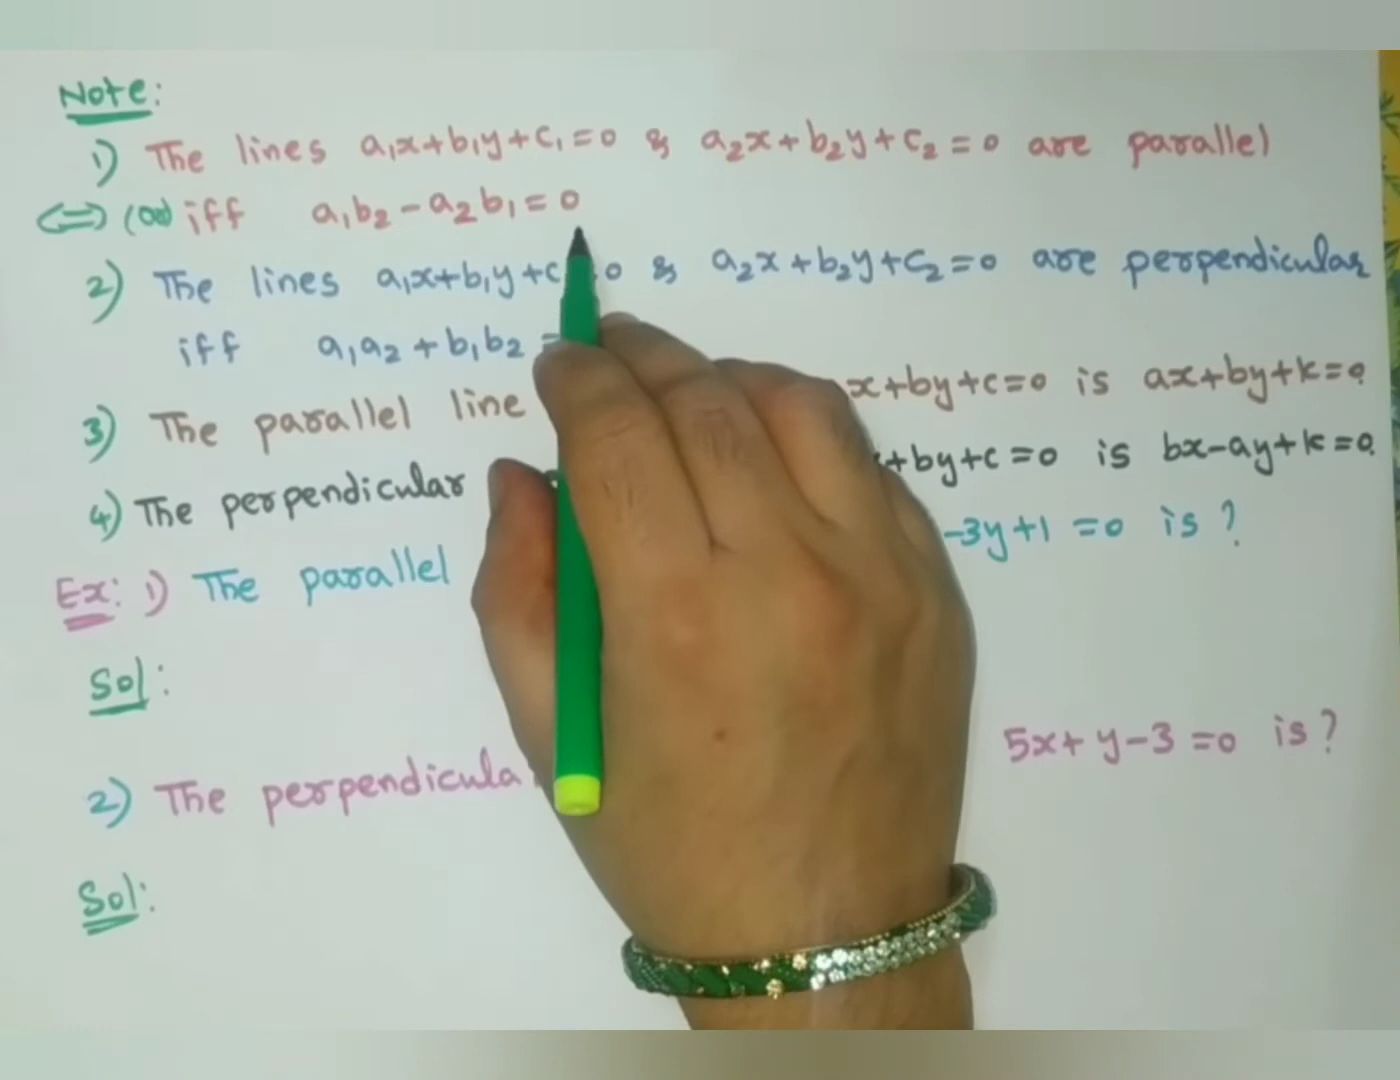 Note:
1) The lines a₁x+b₁y+c₁=0 & a₂x+b₂y+c₂=0 are parallel
⇔ (or) iff a₁b₂-a₂b₁=0
2) The lines a₁x+b₁y+c 0 & a₂x+b₂y+c₂=0 are perpendicular
iff a₁a₂+b₁b₂ =
3) The parallel line x+by+c=0 is ax+by+k=0
4) The perpendicular +by+c=0 is bx-ay+k=0
Ex: 1) The parallel -3y+1=0 is?
Sol:
2) The perpendicula 5x+y-3=0 is?
Sol: